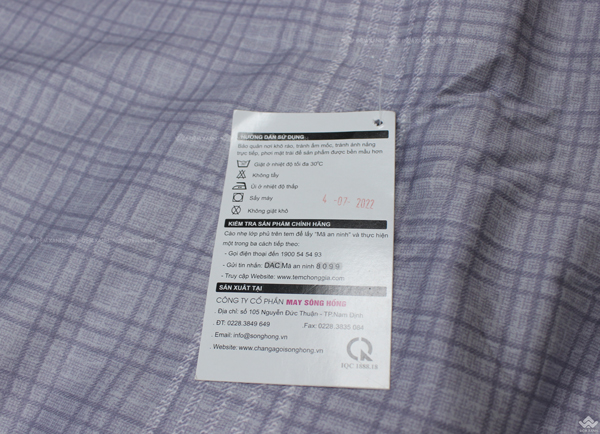 HƯỚNG DẪN SỬ DỤNG
Bảo quản nơi khô ráo, tránh ẩm mốc, tránh ánh nắng
trực tiếp, phơi mặt trái để sản phẩm được bền mầu hơn
Giặt ở nhiệt độ tối đa 30°C
Không tẩy
Ủi ở nhiệt độ thấp
Sấy máy
Không giặt khô
4 -07- 2022
KIỂM TRA SẢN PHẨM CHÍNH HÃNG
Cào nhẹ lớp phủ trên tem để lấy "Mã an ninh" và thực hiện
một trong ba cách tiếp theo:
- Gọi điện thoại đến 1900 54 54 93
- Gửi tin nhắn: DAC Mã an ninh 8099
- Truy cập Website: www.temchonggia.com
SẢN XUẤT TẠI
CÔNG TY CỔ PHẦN MAY SÔNG HỒNG
. Địa chỉ: số 105 Nguyễn Đức Thuận - TP.Nam Định
ĐT: 0228.3849 649 .Fax: 0228.3835 084
. Email: info@songhong.vn
. Website: www.changagoisonghong.vn